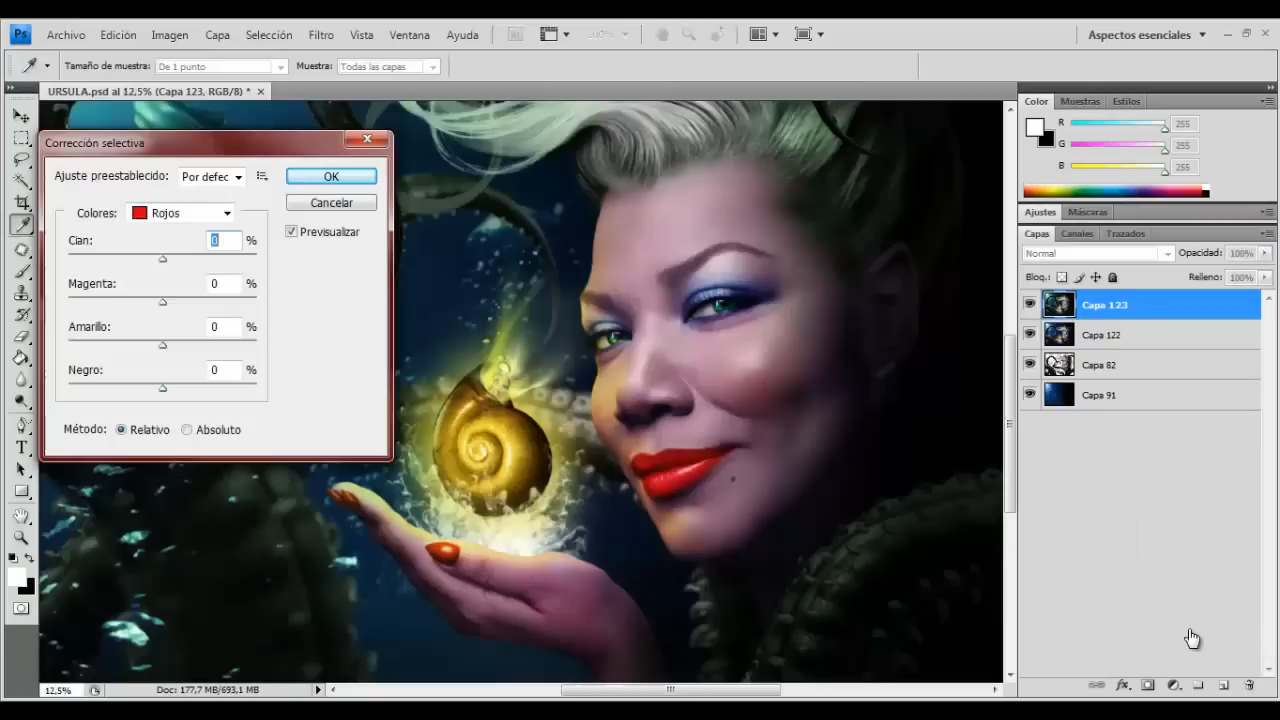 Ps Archivo Edición Imagen Capa Selección Filtro Vista Ventana Ayuda 100% Aspectos esenciales
Tamaño de muestra: De 1 punto Muestra: Todas las capas
URSULA.psd al 12,5% (Capa 123, RGB/8) * x
Corrección selectiva
Ajuste preestablecido: Por defec
OK
Colores: Rojos
Cancelar
Previsualizar
Cian: 0 %
Magenta: 0 %
Amarillo: 0 %
Negro: 0 %
Método: Relativo Absoluto
Color Muestras Estilos
R 255
G 255
B 255
Ajustes Máscaras
Capas Canales Trazados
Normal Opacidad: 100%
Bloq.: Relleno: 100%
Capa 123
Capa 122
Capa 82
Capa 91
T
fx
12,5% Doc: 177,7 MB/693,1 MB